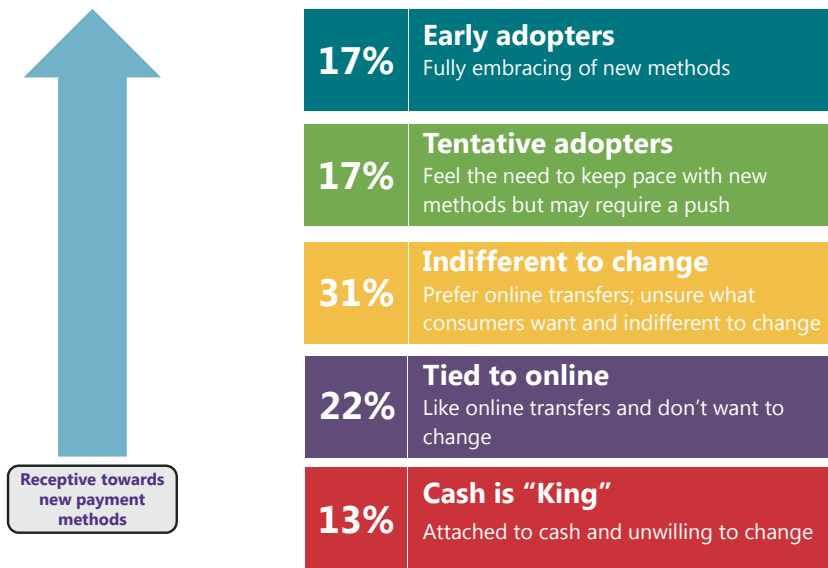 17%
Early adopters
Fully embracing of new methods
17%
Tentative adopters
Feel the need to keep pace with new
methods but may require a push
31%
Indifferent to change
Prefer online transfers; unsure what
consumers want and indifferent to change
22%
Tied to online
Like online transfers and don’t want to
change
13%
Cash is “King”
Attached to cash and unwilling to change
Receptive towards
new payment
methods